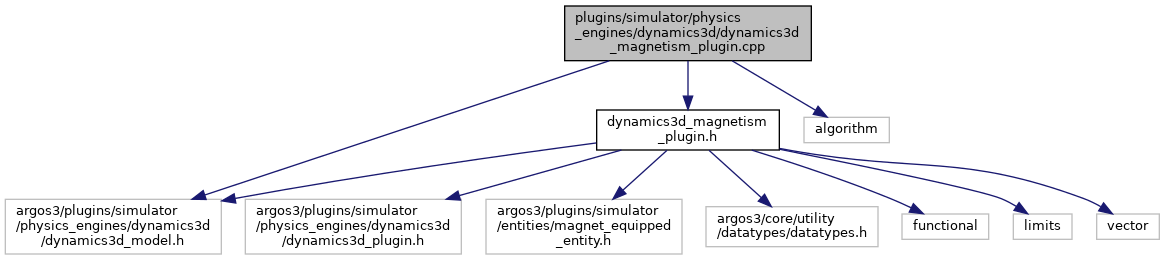 plugins/simulator/physics
_engines/dynamics3d/dynamics3d
_magnetism_plugin.cpp
dynamics3d_magnetism
_plugin.h
algorithm
argos3/plugins/simulator
/physics_engines/dynamics3d
/dynamics3d_model.h
argos3/plugins/simulator
/physics_engines/dynamics3d
/dynamics3d_plugin.h
argos3/plugins/simulator
/entities/magnet_equipped
_entity.h
argos3/core/utility
/datatypes/datatypes.h
functional
limits
vector